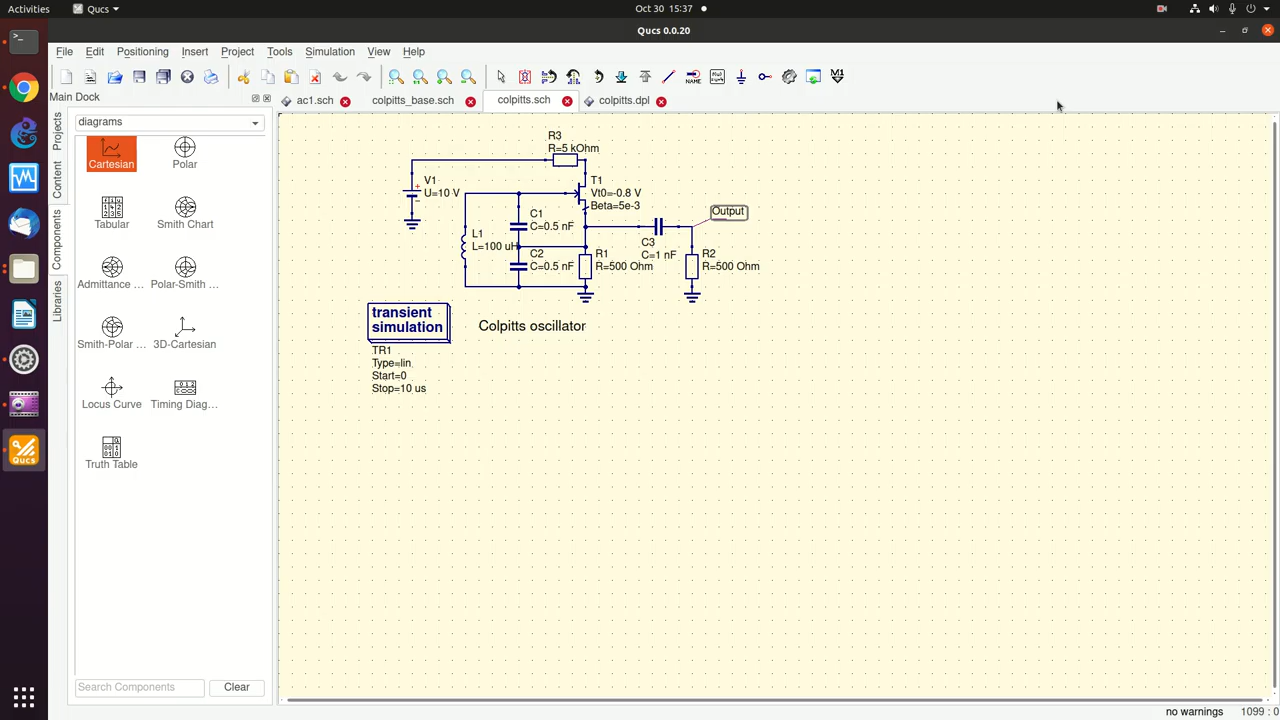 Activities
Qucs
Oct 30 15:37
Qucs 0.0.20
File Edit Positioning Insert Project Tools Simulation View Help
NAME
M1
Main Dock
ac1.sch
colpitts_base.sch
colpitts.sch
colpitts.dpl
Projects
Content
Components
Libraries
diagrams
Cartesian
Polar
Tabular
Smith Chart
Admittance ...
Polar-Smith ...
Smith-Polar ...
3D-Cartesian
Locus Curve
Timing Diag...
Truth Table
Search Components
Clear
R3
R=5 kOhm
V1
U=10 V
T1
Vt0=-0.8 V
Beta=5e-3
C1
C=0.5 nF
Output
L1
L=100 uH
C2
C=0.5 nF
R1
R=500 Ohm
C3
C=1 nF
R2
R=500 Ohm
transient
simulation
Colpitts oscillator
TR1
Type=lin
Start=0
Stop=10 us
Qucs
no warnings
1099 : 0